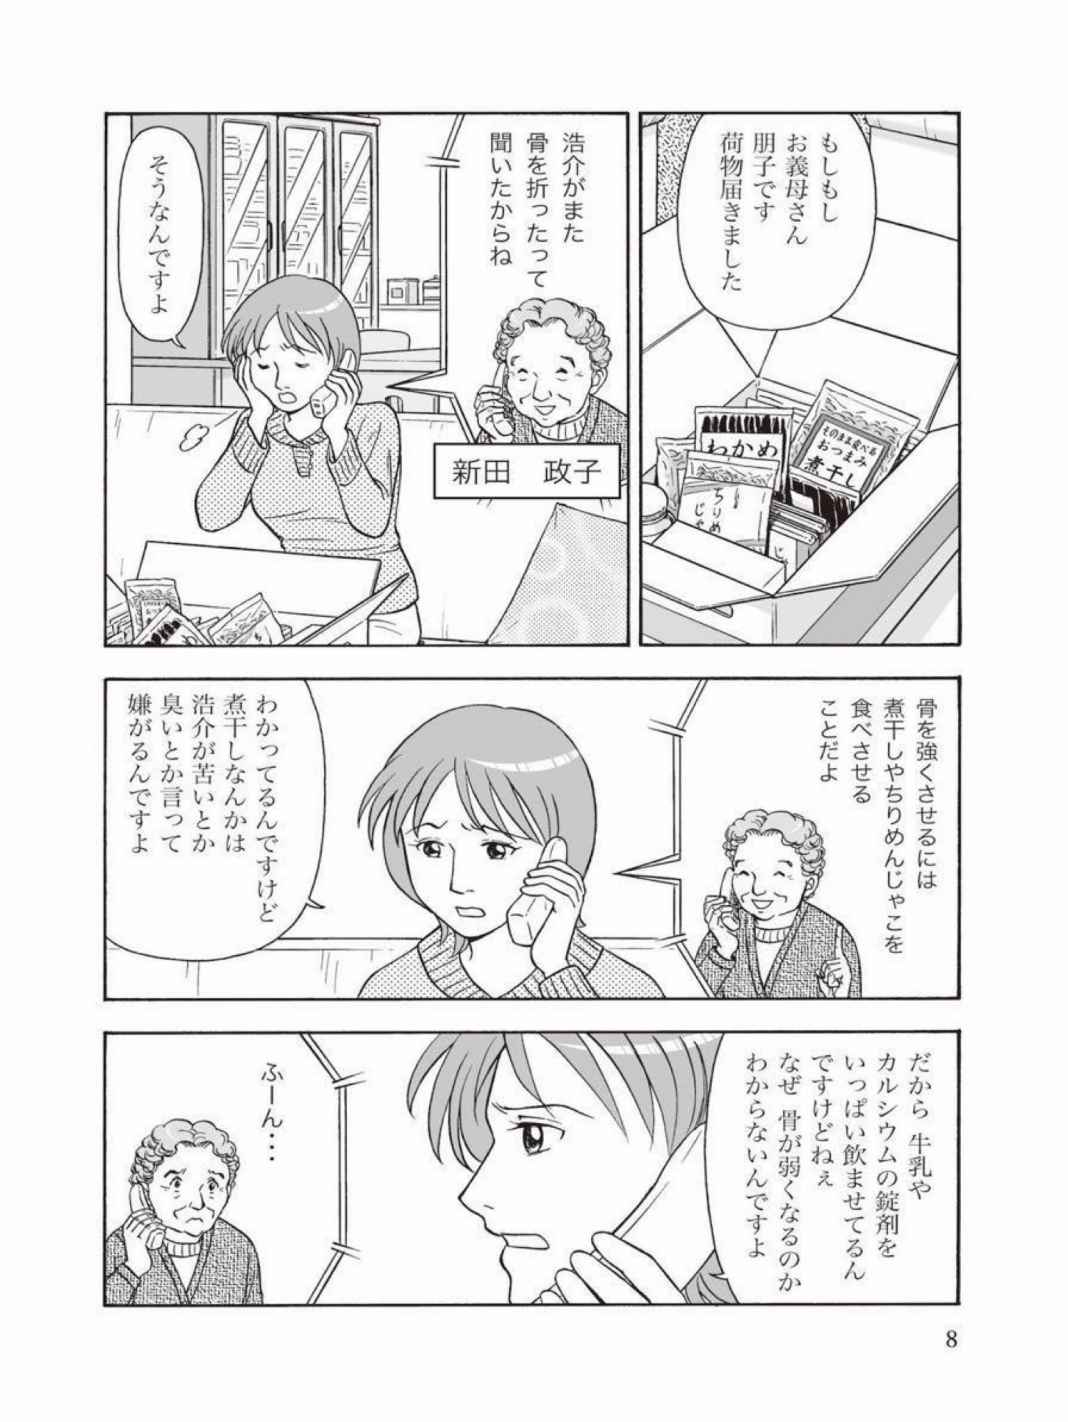 もしもし
お義母さん
朋子です
荷物届きました
わかめ
そのまま食べる
おつまみ
煮干し
ちりめ
じゃ
じ
浩介がまた
骨を折ったって
聞いたからね
そうなんですよ
新田 政子
骨を強くさせるには
煮干しやちりめんじゃこを
食べさせる
ことだよ
わかってるんですけど
煮干しなんかは
浩介が苦いとか
臭いとか言って
嫌がるんですよ
だから 牛乳や
カルシウムの錠剤を
いっぱい飲ませてるん
ですけどねぇ
なぜ 骨が弱くなるのか
わからないんですよ
ふーん…
8